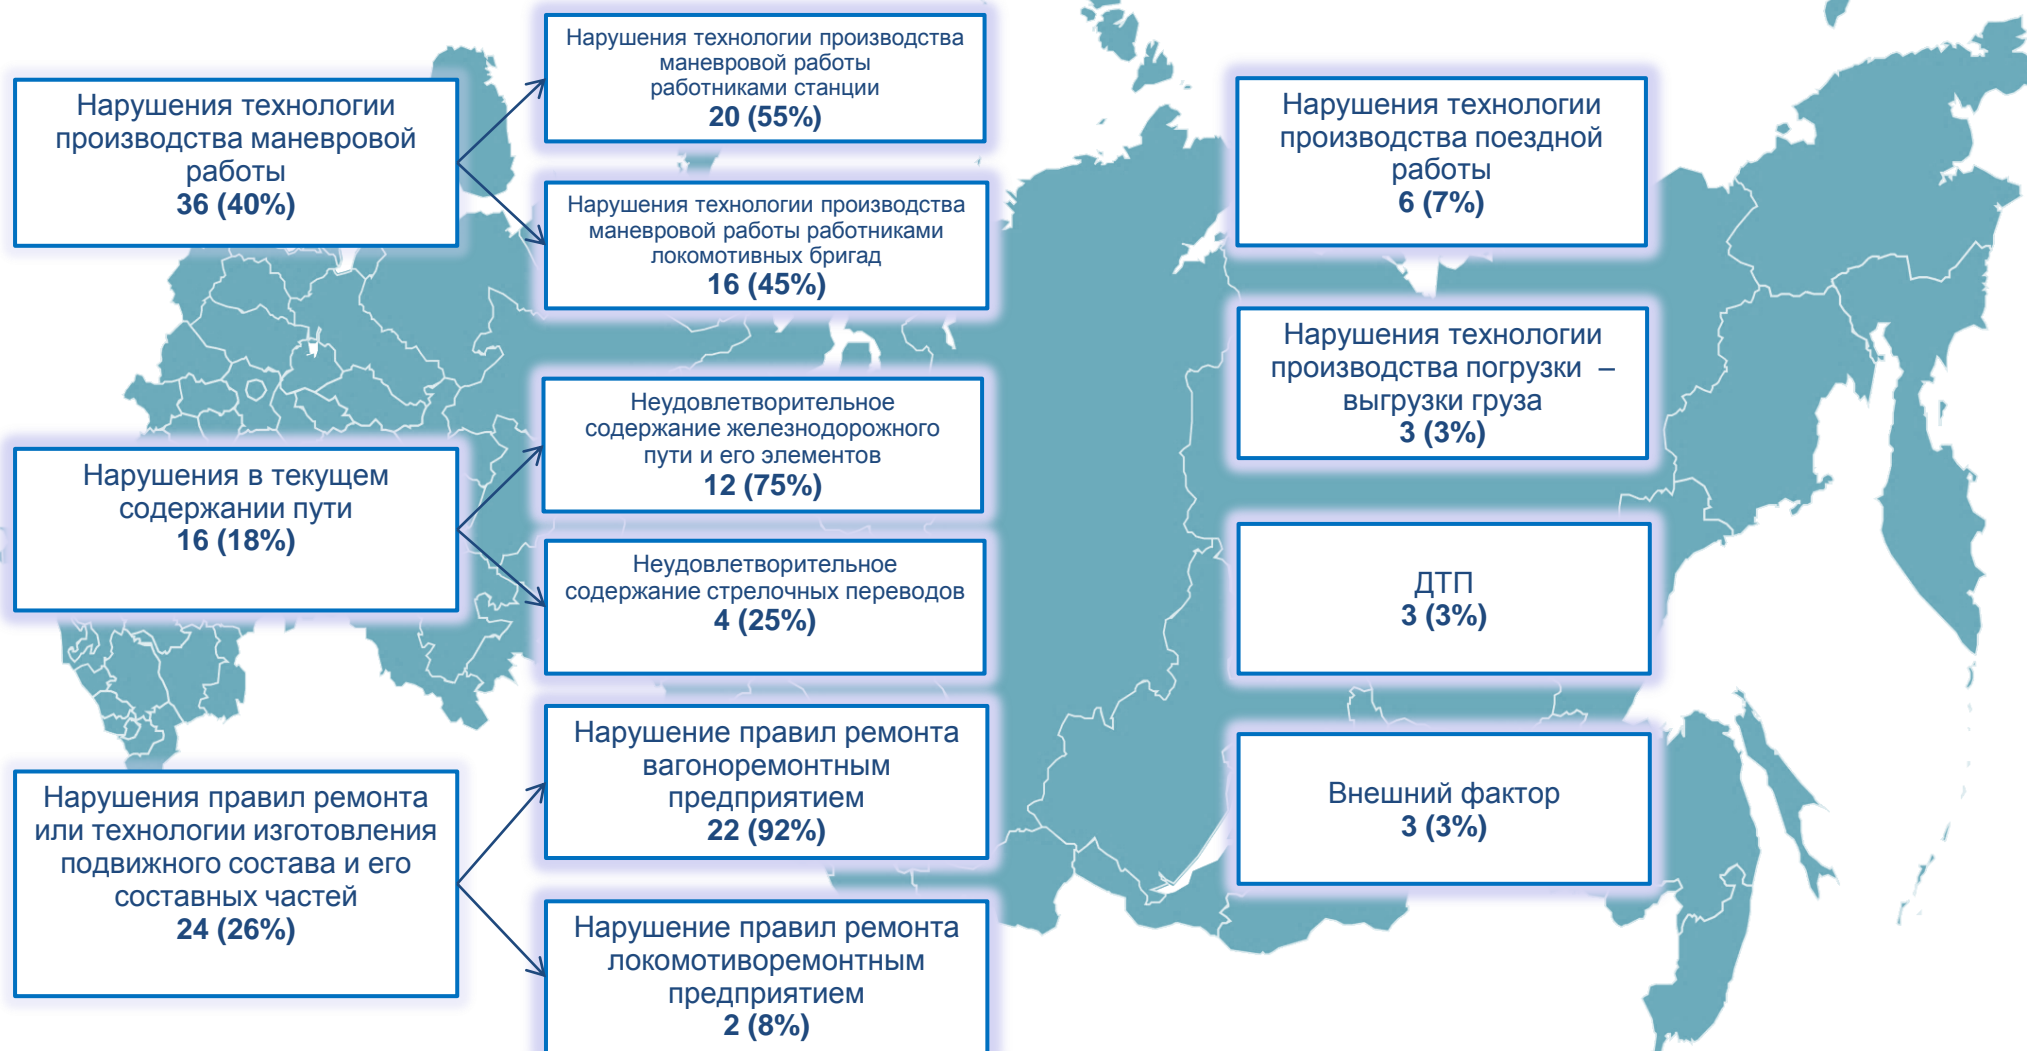 Нарушения технологии
производства маневровой
работы
36 (40%)
Нарушения технологии производства
маневровой работы
работниками станции
20 (55%)
Нарушения технологии производства
маневровой работы работниками
локомотивных бригад
16 (45%)
Нарушения в текущем
содержании пути
16 (18%)
Неудовлетворительное
содержание железнодорожного
пути и его элементов
12 (75%)
Неудовлетворительное
содержание стрелочных переводов
4 (25%)
Нарушения правил ремонта
или технологии изготовления
подвижного состава и его
составных частей
24 (26%)
Нарушение правил ремонта
вагоноремонтным
предприятием
22 (92%)
Нарушение правил ремонта
локомотиворемонтным
предприятием
2 (8%)
Нарушения технологии
производства поездной
работы
6 (7%)
Нарушения технологии
производства погрузки –
выгрузки груза
3 (3%)
ДТП
3 (3%)
Внешний фактор
3 (3%)